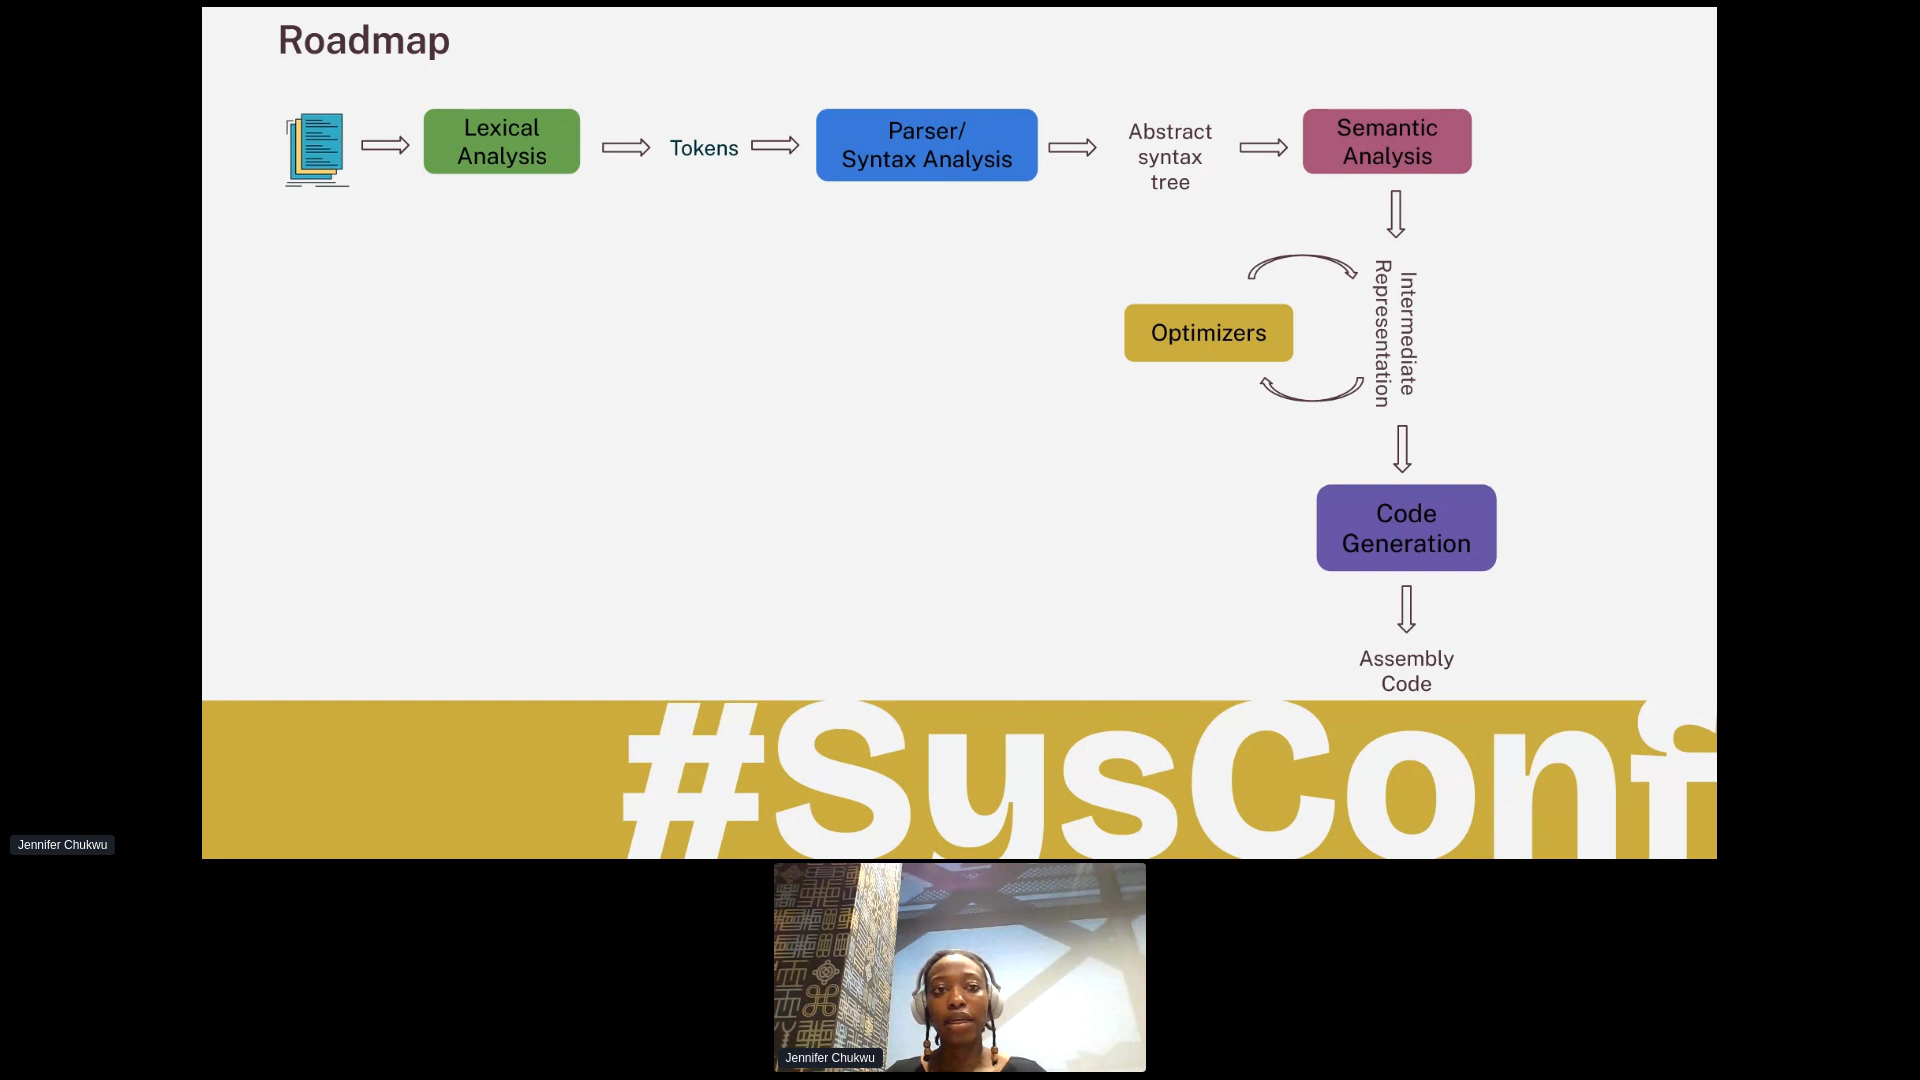 Roadmap
Lexical
Analysis
Tokens
Parser/
Syntax Analysis
Abstract
syntax
tree
Semantic
Analysis
Intermediate
Representation
Optimizers
Code
Generation
Assembly
Code
#SysConf
Jennifer Chukwu
Jennifer Chukwu